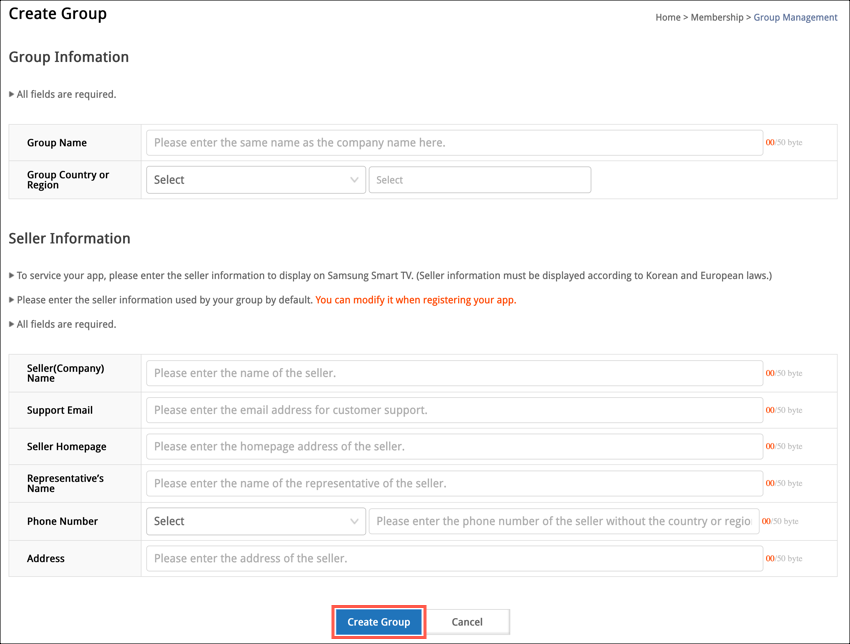 Create Group
Home > Membership > Group Management
Group Infomation
All fields are required.
Group Name
Please enter the same name as the company name here.
00/50 byte
Group Country or
Region
Select
Select
Seller Information
To service your app, please enter the seller information to display on Samsung Smart TV. (Seller information must be displayed according to Korean and European laws.)
Please enter the seller information used by your group by default. You can modify it when registering your app.
All fields are required.
Seller(Company)
Name
Please enter the name of the seller.
00/50 byte
Support Email
Please enter the email address for customer support.
00/50 byte
Seller Homepage
Please enter the homepage address of the seller.
00/50 byte
Representative's
Name
Please enter the name of the representative of the seller.
00/50 byte
Phone Number
Select
Please enter the phone number of the seller without the country or regio
00/50 byte
Address
Please enter the address of the seller.
00/50 byte
Create Group
Cancel